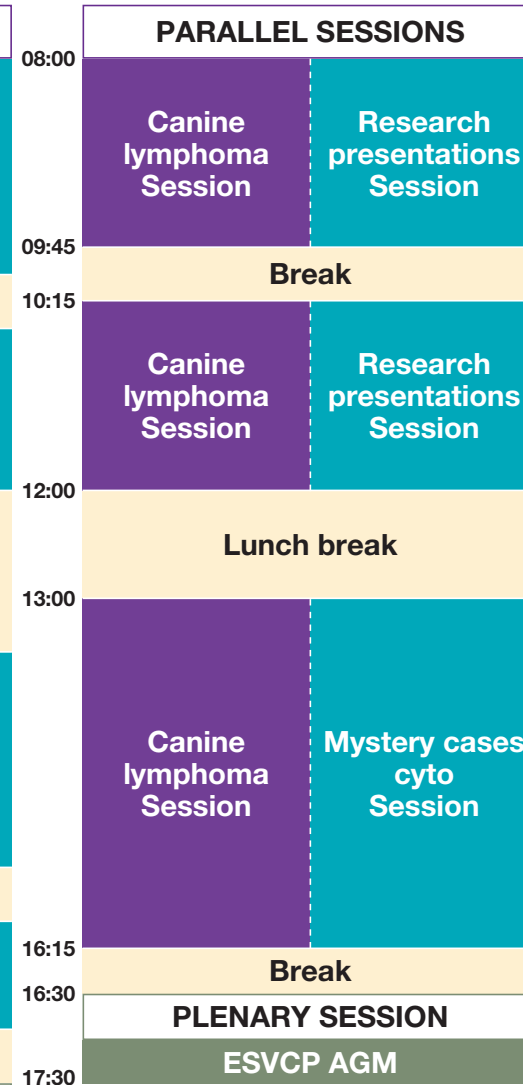 PARALLEL SESSIONS
08:00
Canine
lymphoma
Session
Research
presentations
Session
09:45
Break
10:15
Canine
lymphoma
Session
Research
presentations
Session
12:00
Lunch break
13:00
Canine
lymphoma
Session
Mystery cases
cyto
Session
16:15
Break
16:30
PLENARY SESSION
ESVCP AGM
17:30